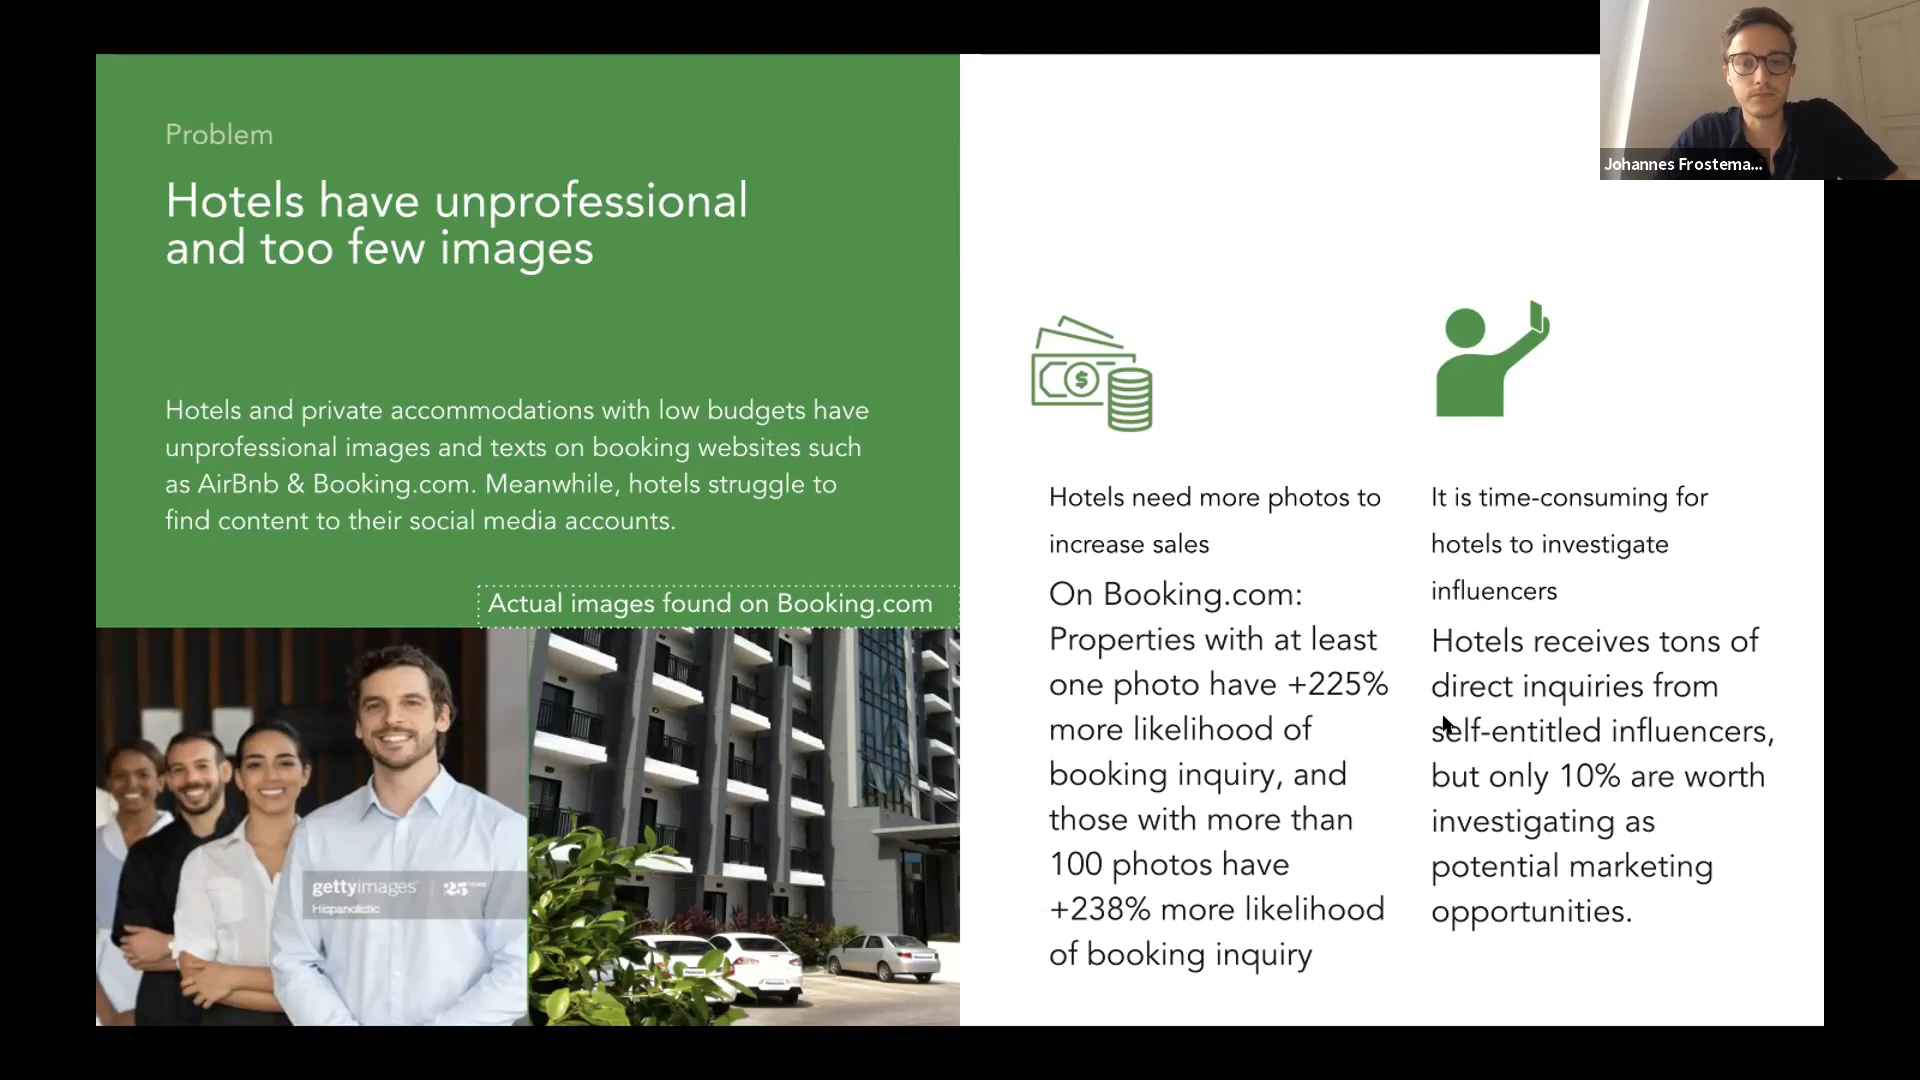 Problem
Hotels have unprofessional
and too few images
Hotels and private accommodations with low budgets have
unprofessional images and texts on booking websites such
as AirBnb & Booking.com. Meanwhile, hotels struggle to
find content to their social media accounts.
Actual images found on Booking.com
gettyimages | 25 YEARS
Hispanolistic
$
Hotels need more photos to
increase sales
On Booking.com:
Properties with at least
one photo have +225%
more likelihood of
booking inquiry, and
those with more than
100 photos have
+238% more likelihood
of booking inquiry
It is time-consuming for
hotels to investigate
influencers
Hotels receives tons of
direct inquiries from
self-entitled influencers,
but only 10% are worth
investigating as
potential marketing
opportunities.
Johannes Frostema...